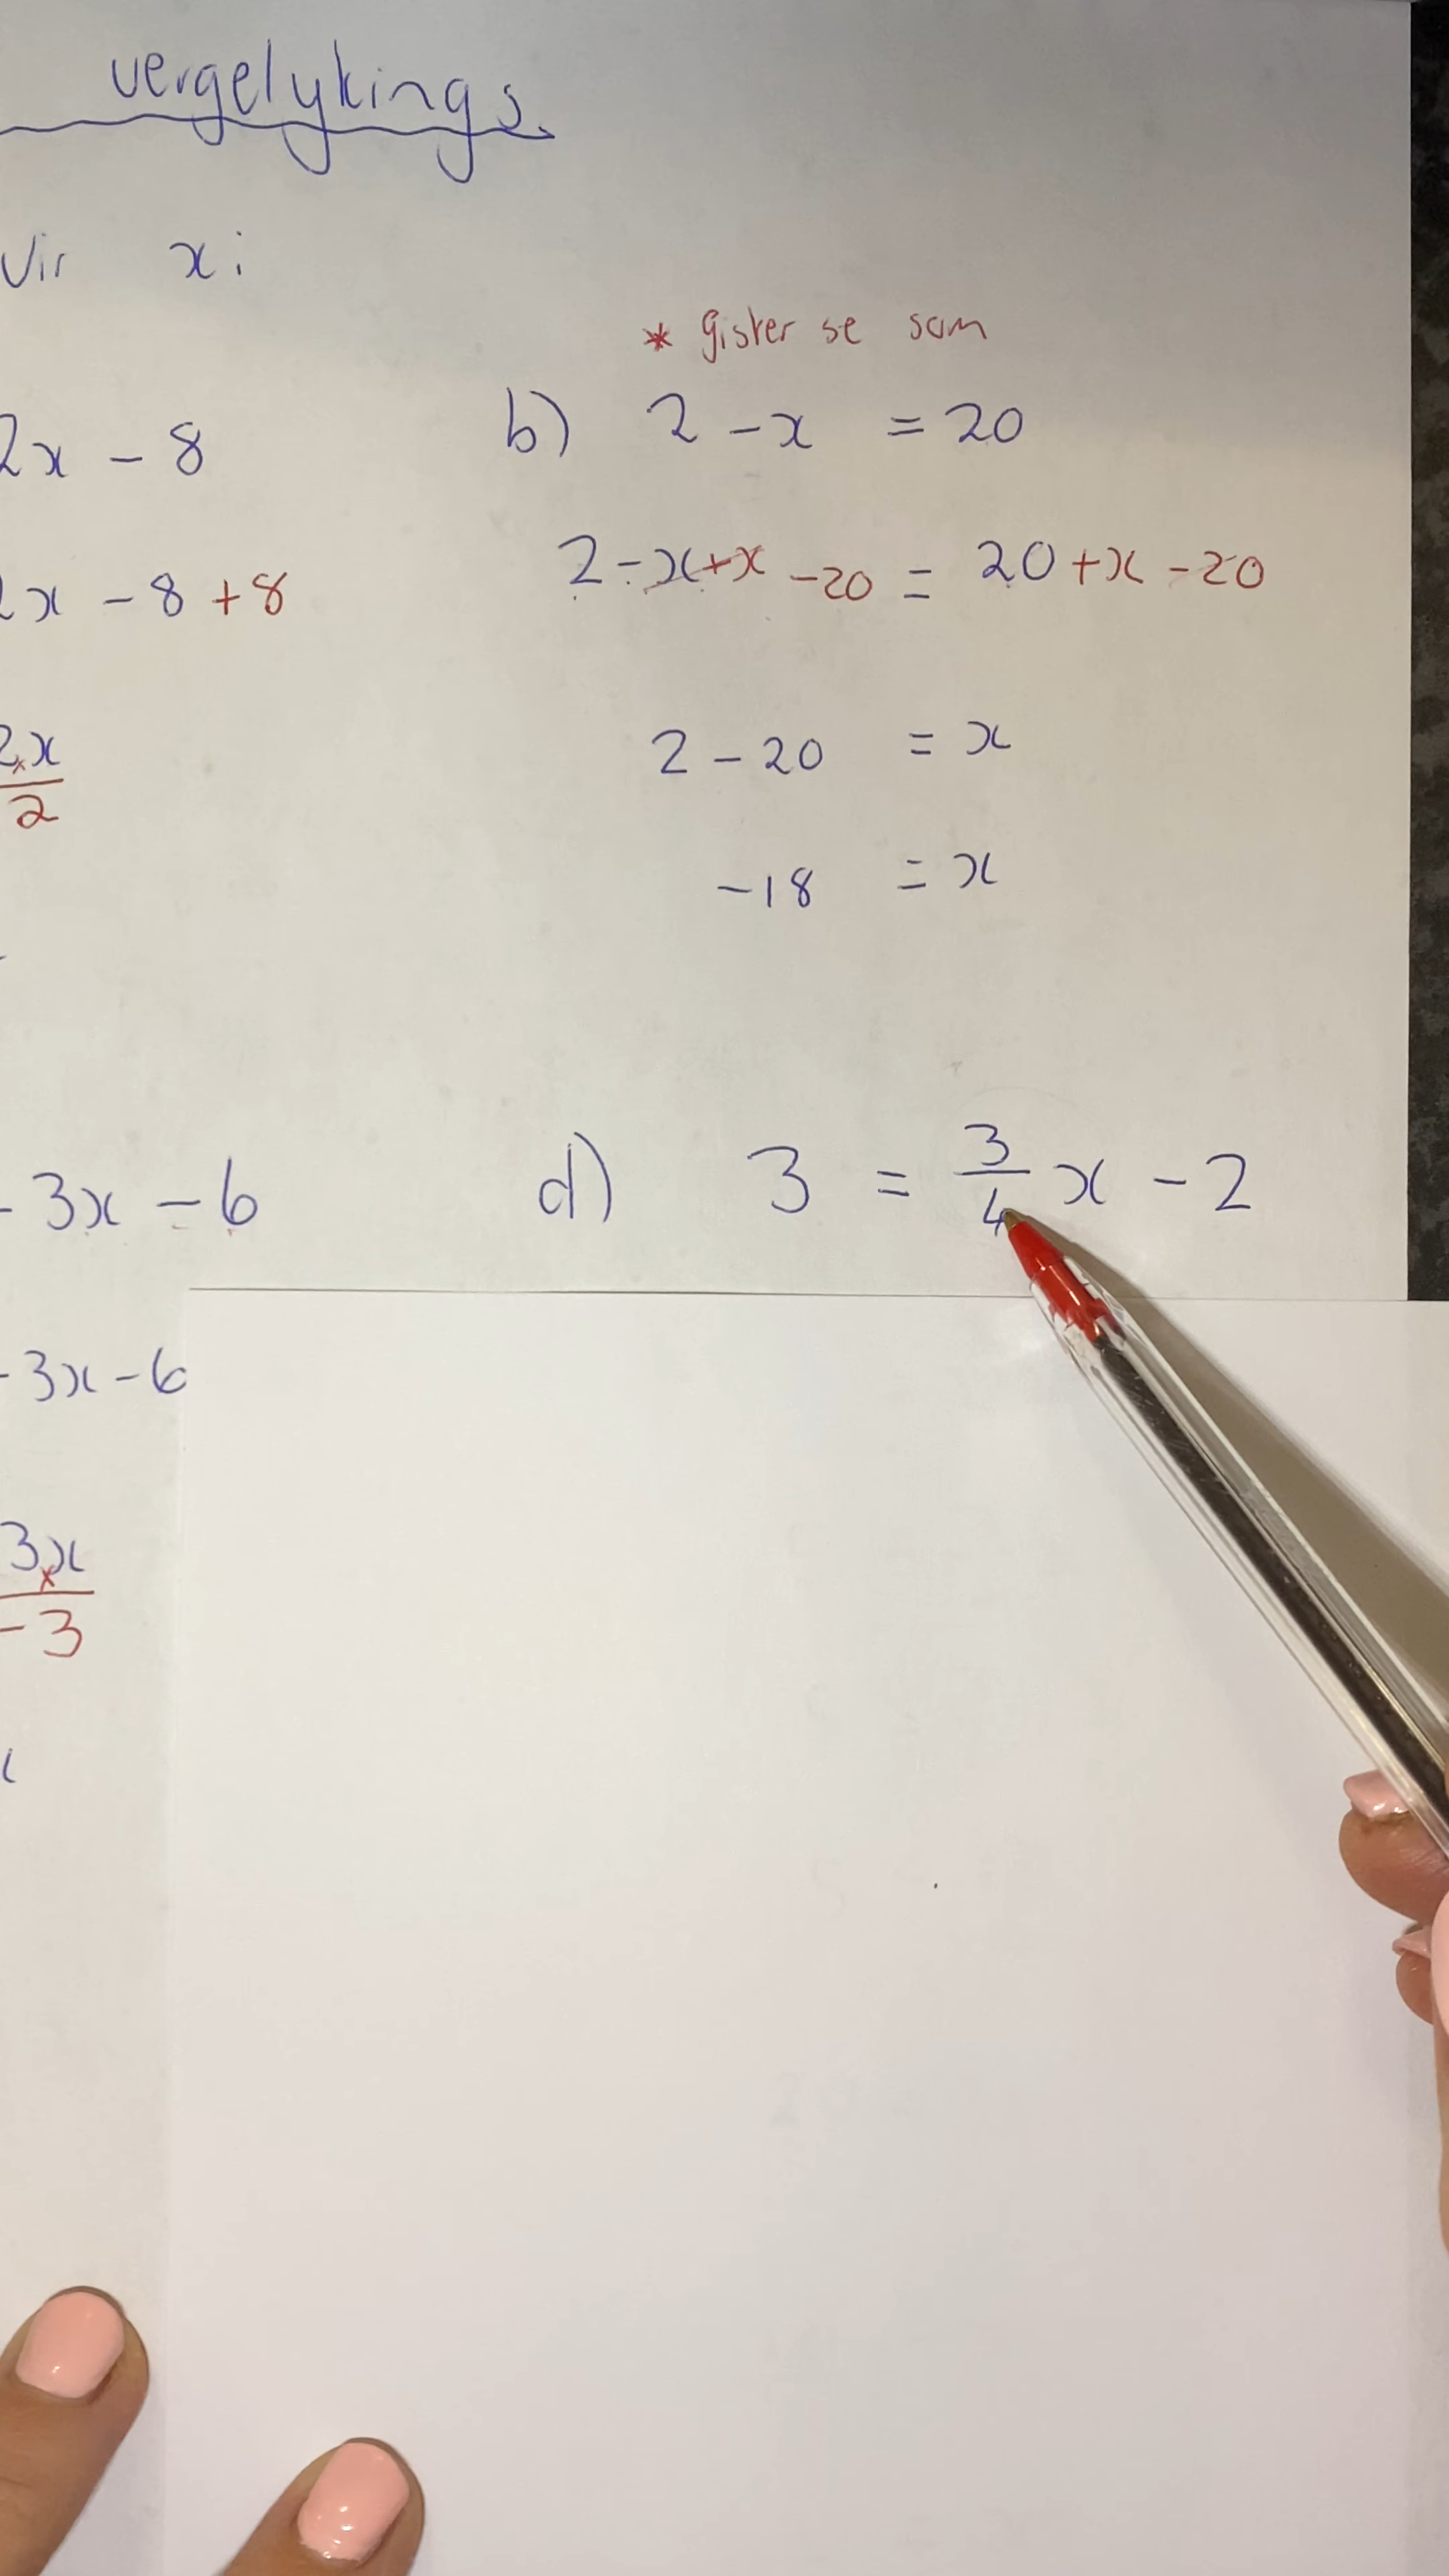 vergelykings
vir x:
* gister se som
2x - 8
b) 2 - x = 20
2x - 8 + 8
2 - x + x - 20 = 20 + x - 20
2x
2
2 - 20 = x
-18 = x
- 3x - 6
d) 3 = 3/4 x - 2
- 3x - 6
3x
-3